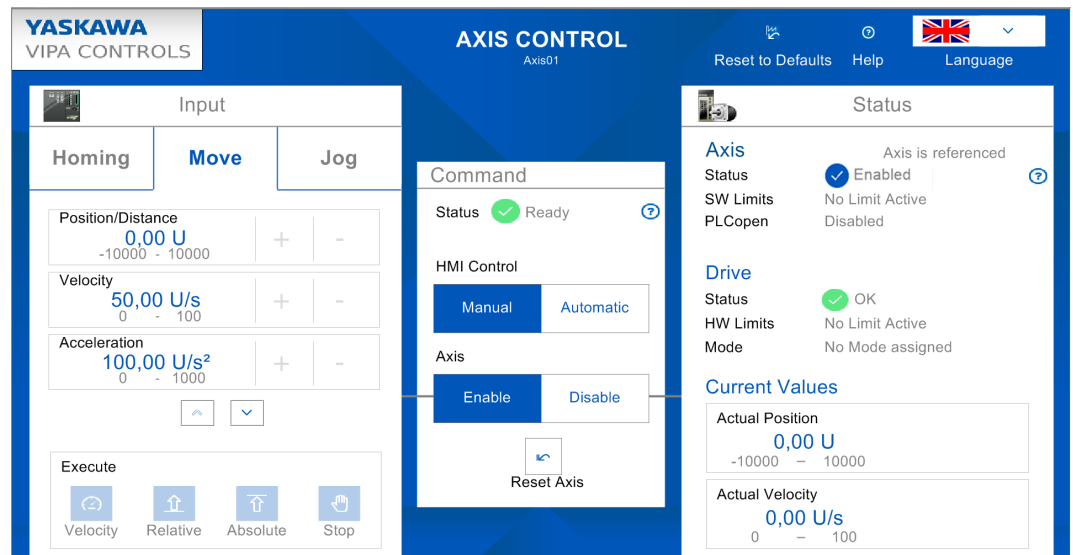 YASKAWA
VIPA CONTROLS
AXIS CONTROL
Axis01
Reset to Defaults
Help
Language
Input
Homing
Move
Jog
Position/Distance
0,00 U
-10000 - 10000
+ -
Velocity
50,00 U/s
0 - 100
+ -
Acceleration
100,00 U/s²
0 - 1000
+ -
Execute
Velocity
Relative
Absolute
Stop
Command
Status Ready
?
HMI Control
Manual
Automatic
Axis
Enable
Disable
Reset Axis
Status
Axis
Axis is referenced
Status Enabled
?
SW Limits No Limit Active
PLCopen Disabled
Drive
Status OK
HW Limits No Limit Active
Mode No Mode assigned
Current Values
Actual Position
0,00 U
-10000 – 10000
Actual Velocity
0,00 U/s
0 – 100